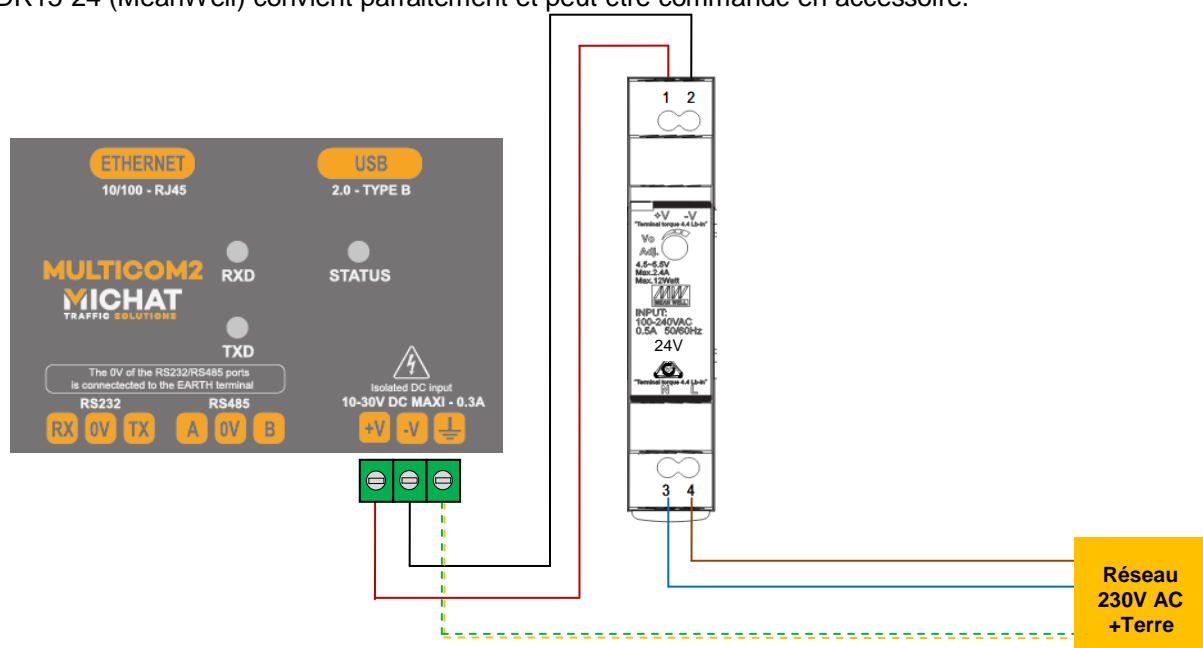 DR15-24 (MeanWell) convient parfaitement et peut être commandé en accessoire.
ETHERNET
10/100 - RJ45
USB
2.0 - TYPE B
MULTICOM2
MICHAT
TRAFFIC SOLUTIONS
RXD
STATUS
TXD
The 0V of the RS232/RS485 ports
is connectected to the EARTH terminal
Isolated DC input
10-30V DC MAXI - 0.3A
RS232
RS485
RX 0V TX
A 0V B
+V -V
1 2
+V -V
"Terminal torque 4.4 Lb-in"
Vo
Adj.
4.5~5.5V
Max.2.4A
Max.12Watt
MW
MEAN WELL
INPUT:
100-240VAC
0.5A 50/60Hz
24V
"Terminal torque 4.4 Lb-in"
N L
3 4
Réseau
230V AC
+Terre